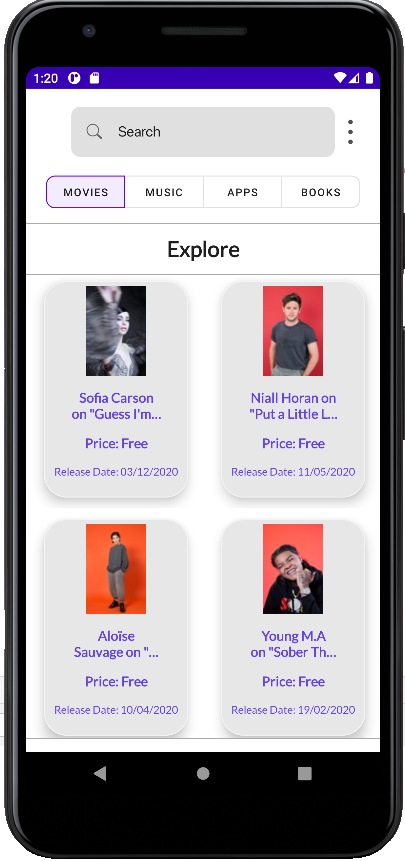 1:20
Search
MOVIES MUSIC APPS BOOKS
Explore
Sofia Carson
on "Guess I'm...
Price: Free
Release Date: 03/12/2020
Niall Horan on
"Put a Little L...
Price: Free
Release Date: 11/05/2020
Aloïse
Sauvage on "...
Price: Free
Release Date: 10/04/2020
Young M.A
on "Sober Th...
Price: Free
Release Date: 19/02/2020